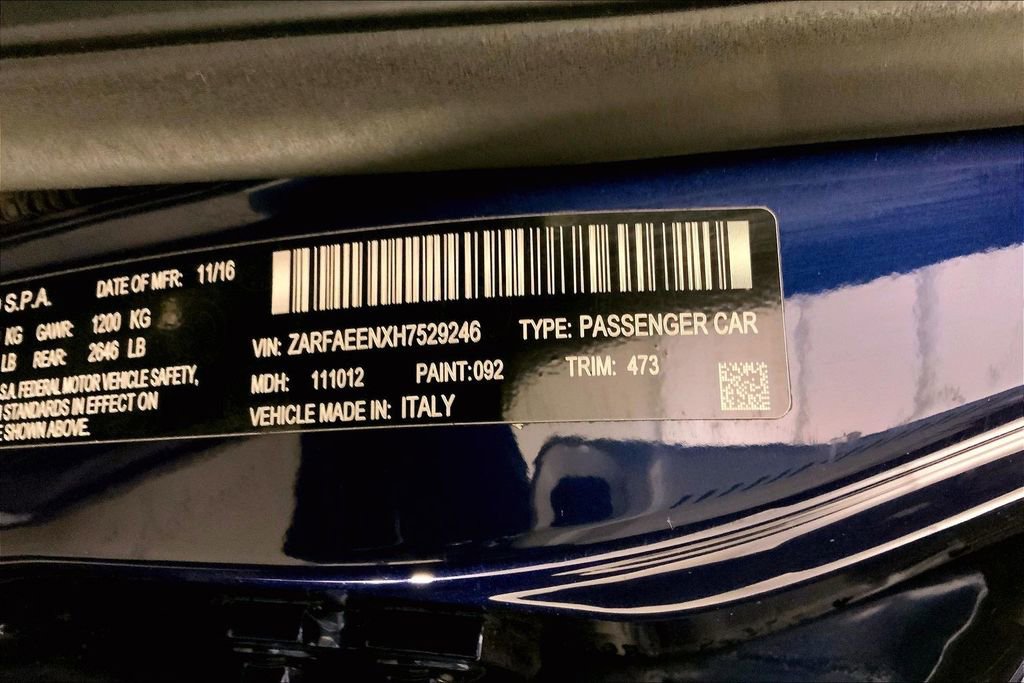 S.P.A. DATE OF MFR: 11/16
KG GAWR: 1200 KG
LB REAR: 2646 LB
FEDERAL MOTOR VEHICLE SAFETY,
STANDARDS IN EFFECT ON
SHOWN ABOVE.
VIN: ZARFAEENXH7529246 TYPE: PASSENGER CAR
MDH: 111012 PAINT:092 TRIM: 473
VEHICLE MADE IN: ITALY